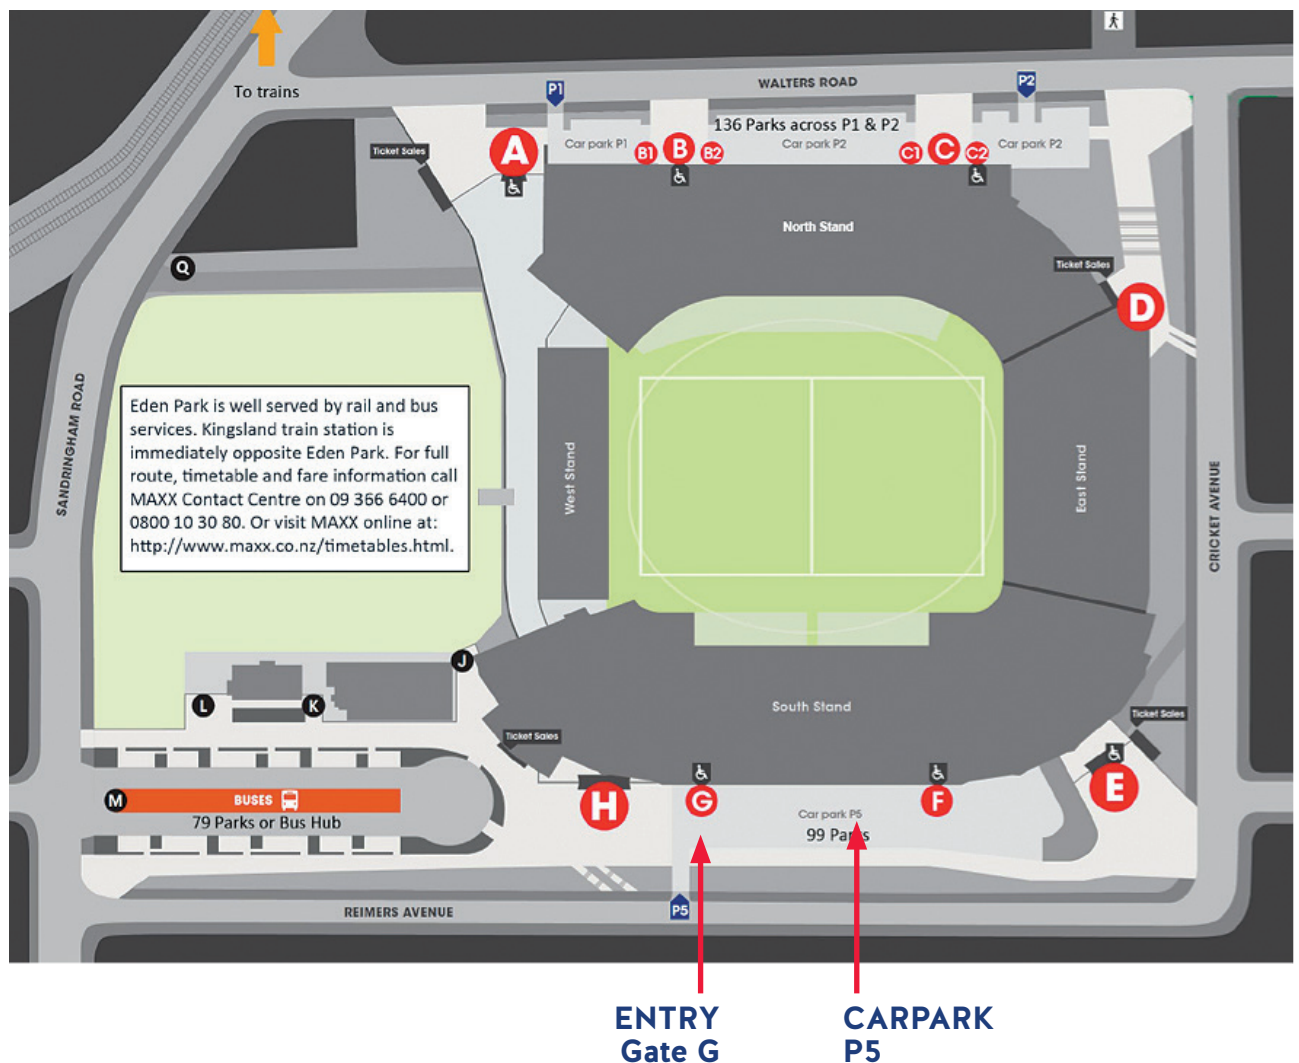 To trains
P1
WALTERS ROAD
P2
136 Parks across P1 & P2
Ticket Sales
A
Car park P1
B1
B
B2
Car park P2
C1
C
C2
Car park P2
North Stand
Q
Ticket Sales
D
SANDRINGHAM ROAD
Eden Park is well served by rail and bus
services. Kingsland train station is
immediately opposite Eden Park. For full
route, timetable and fare information call
MAXX Contact Centre on 09 366 6400 or
0800 10 30 80. Or visit MAXX online at:
http://www.maxx.co.nz/timetables.html.
West Stand
East Stand
CRICKET AVENUE
J
L
K
South Stand
Ticket Sales
Ticket Sales
M
BUSES
79 Parks or Bus Hub
H
G
F
E
Car park P5
99 Parks
REIMERS AVENUE
P5
ENTRY
Gate G
CARPARK
P5